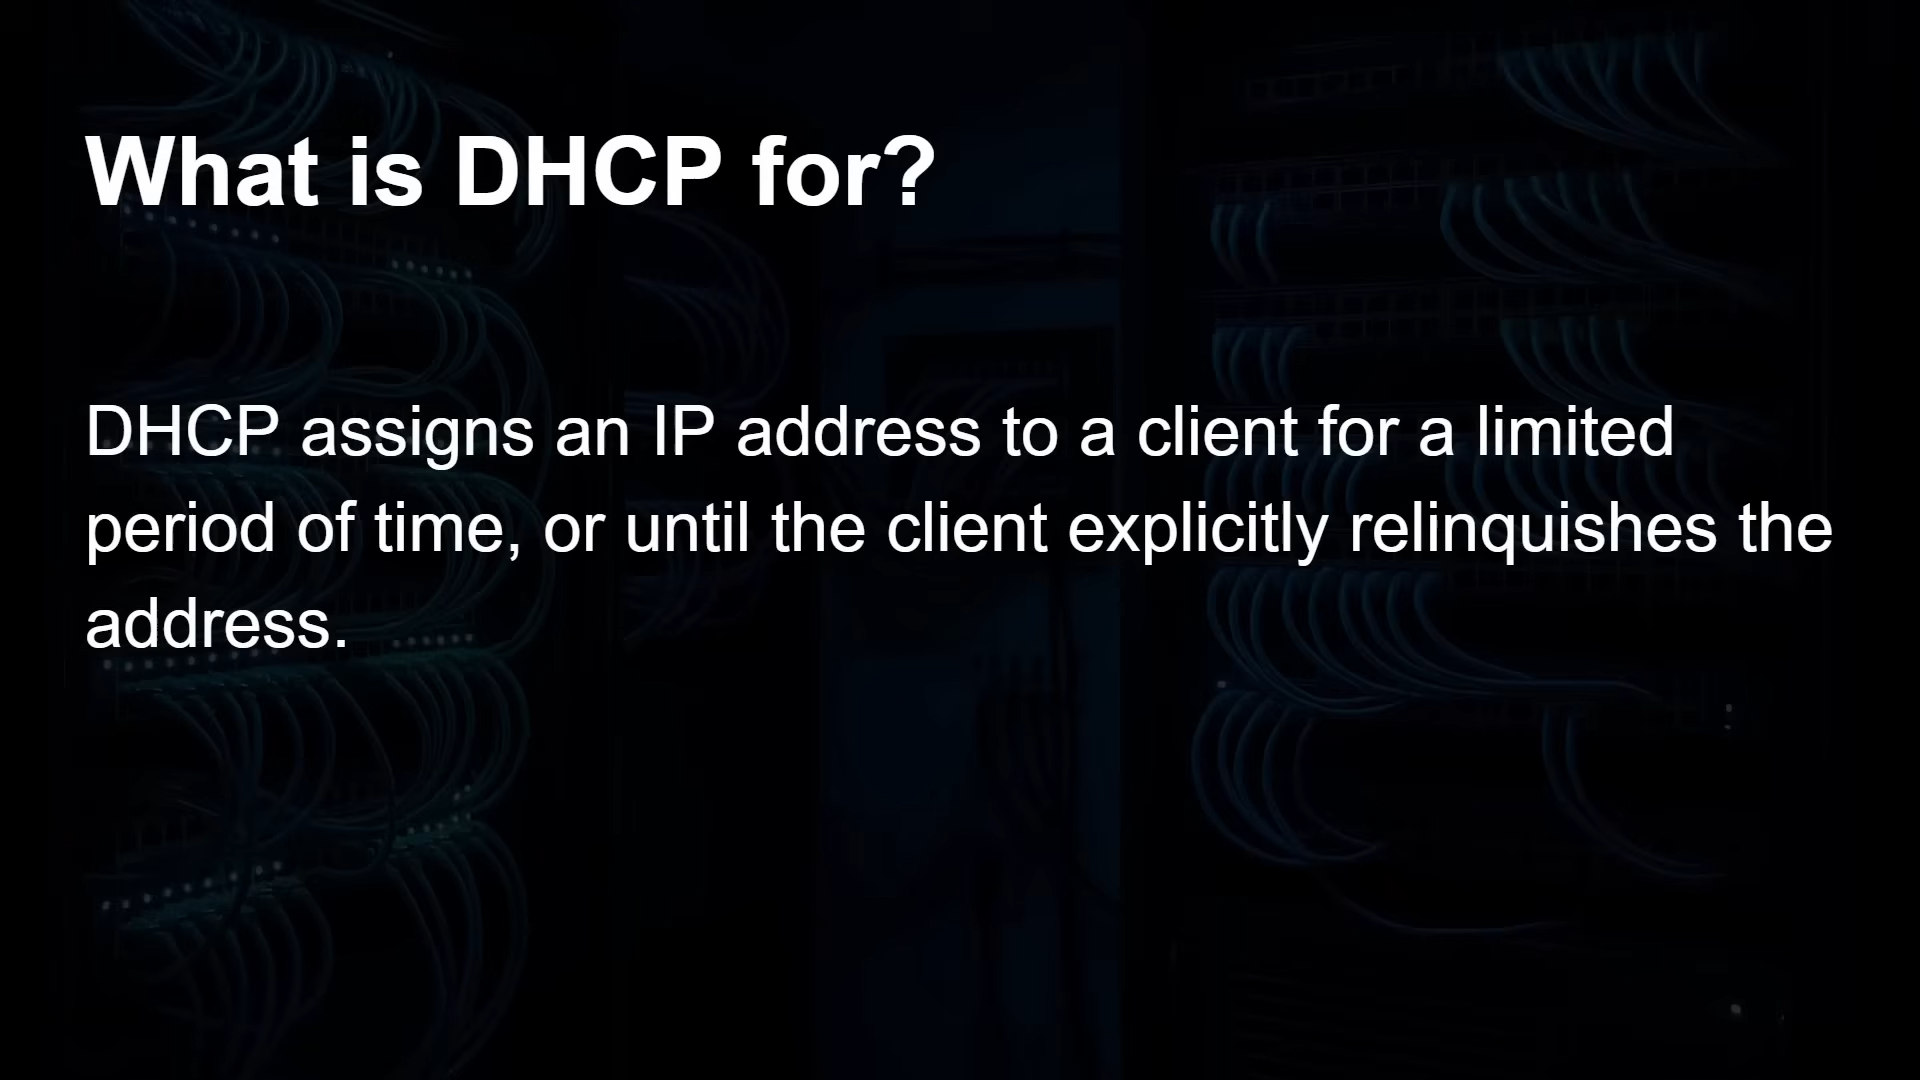 What is DHCP for?
DHCP assigns an IP address to a client for a limited
period of time, or until the client explicitly relinquishes the
address.